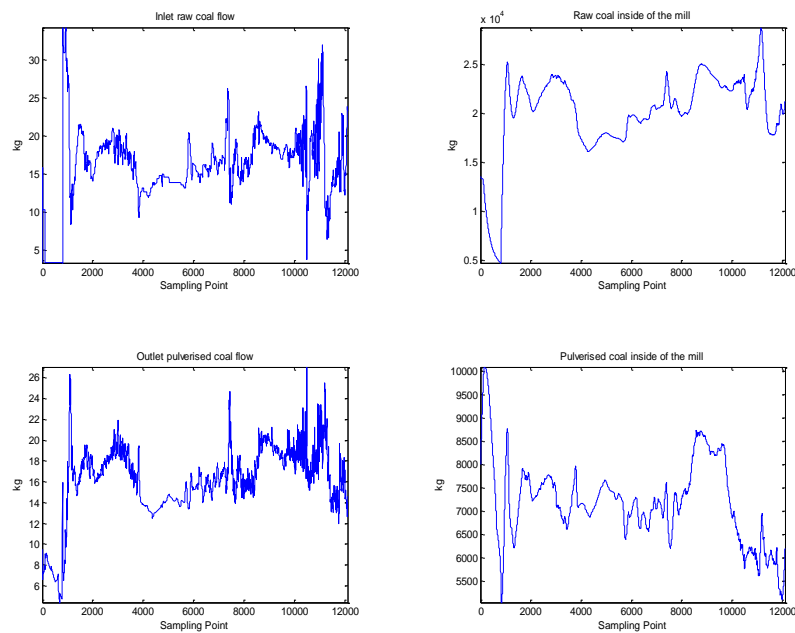 Inlet raw coal flow
30
25
20
15
10
5
kg
0 2000 4000 6000 8000 10000 12000
Sampling Point
Raw coal inside of the mill
x 10^4
2.5
2
1.5
1
0.5
kg
0 2000 4000 6000 8000 10000 12000
Sampling Point
Outlet pulverised coal flow
26
24
22
20
18
16
14
12
10
8
6
kg
0 2000 4000 6000 8000 10000 12000
Sampling Point
Pulverised coal inside of the mill
10000
9500
9000
8500
8000
7500
7000
6500
6000
5500
kg
0 2000 4000 6000 8000 10000 12000
Sampling Point